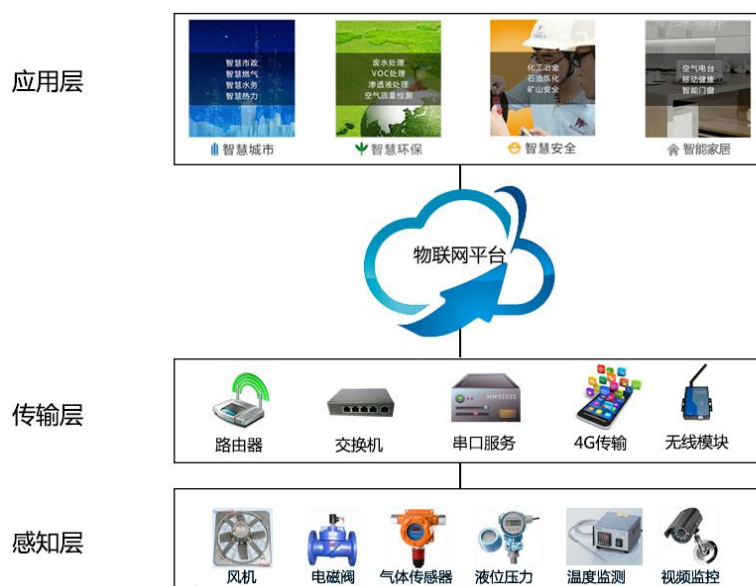 应用层
智慧市政
智慧燃气
智慧水务
智慧热力
智慧城市
废水处理
VOC处理
渗透液处理
空气质量检测
智慧环保
化工冶金
石油炼化
矿山安全
智慧安全
空气电台
移动健康
智能门窗
智能家居
物联网平台
传输层
路由器
交换机
串口服务
4G传输
无线模块
感知层
风机
电磁阀
气体传感器
液位压力
温度监测
视频监控